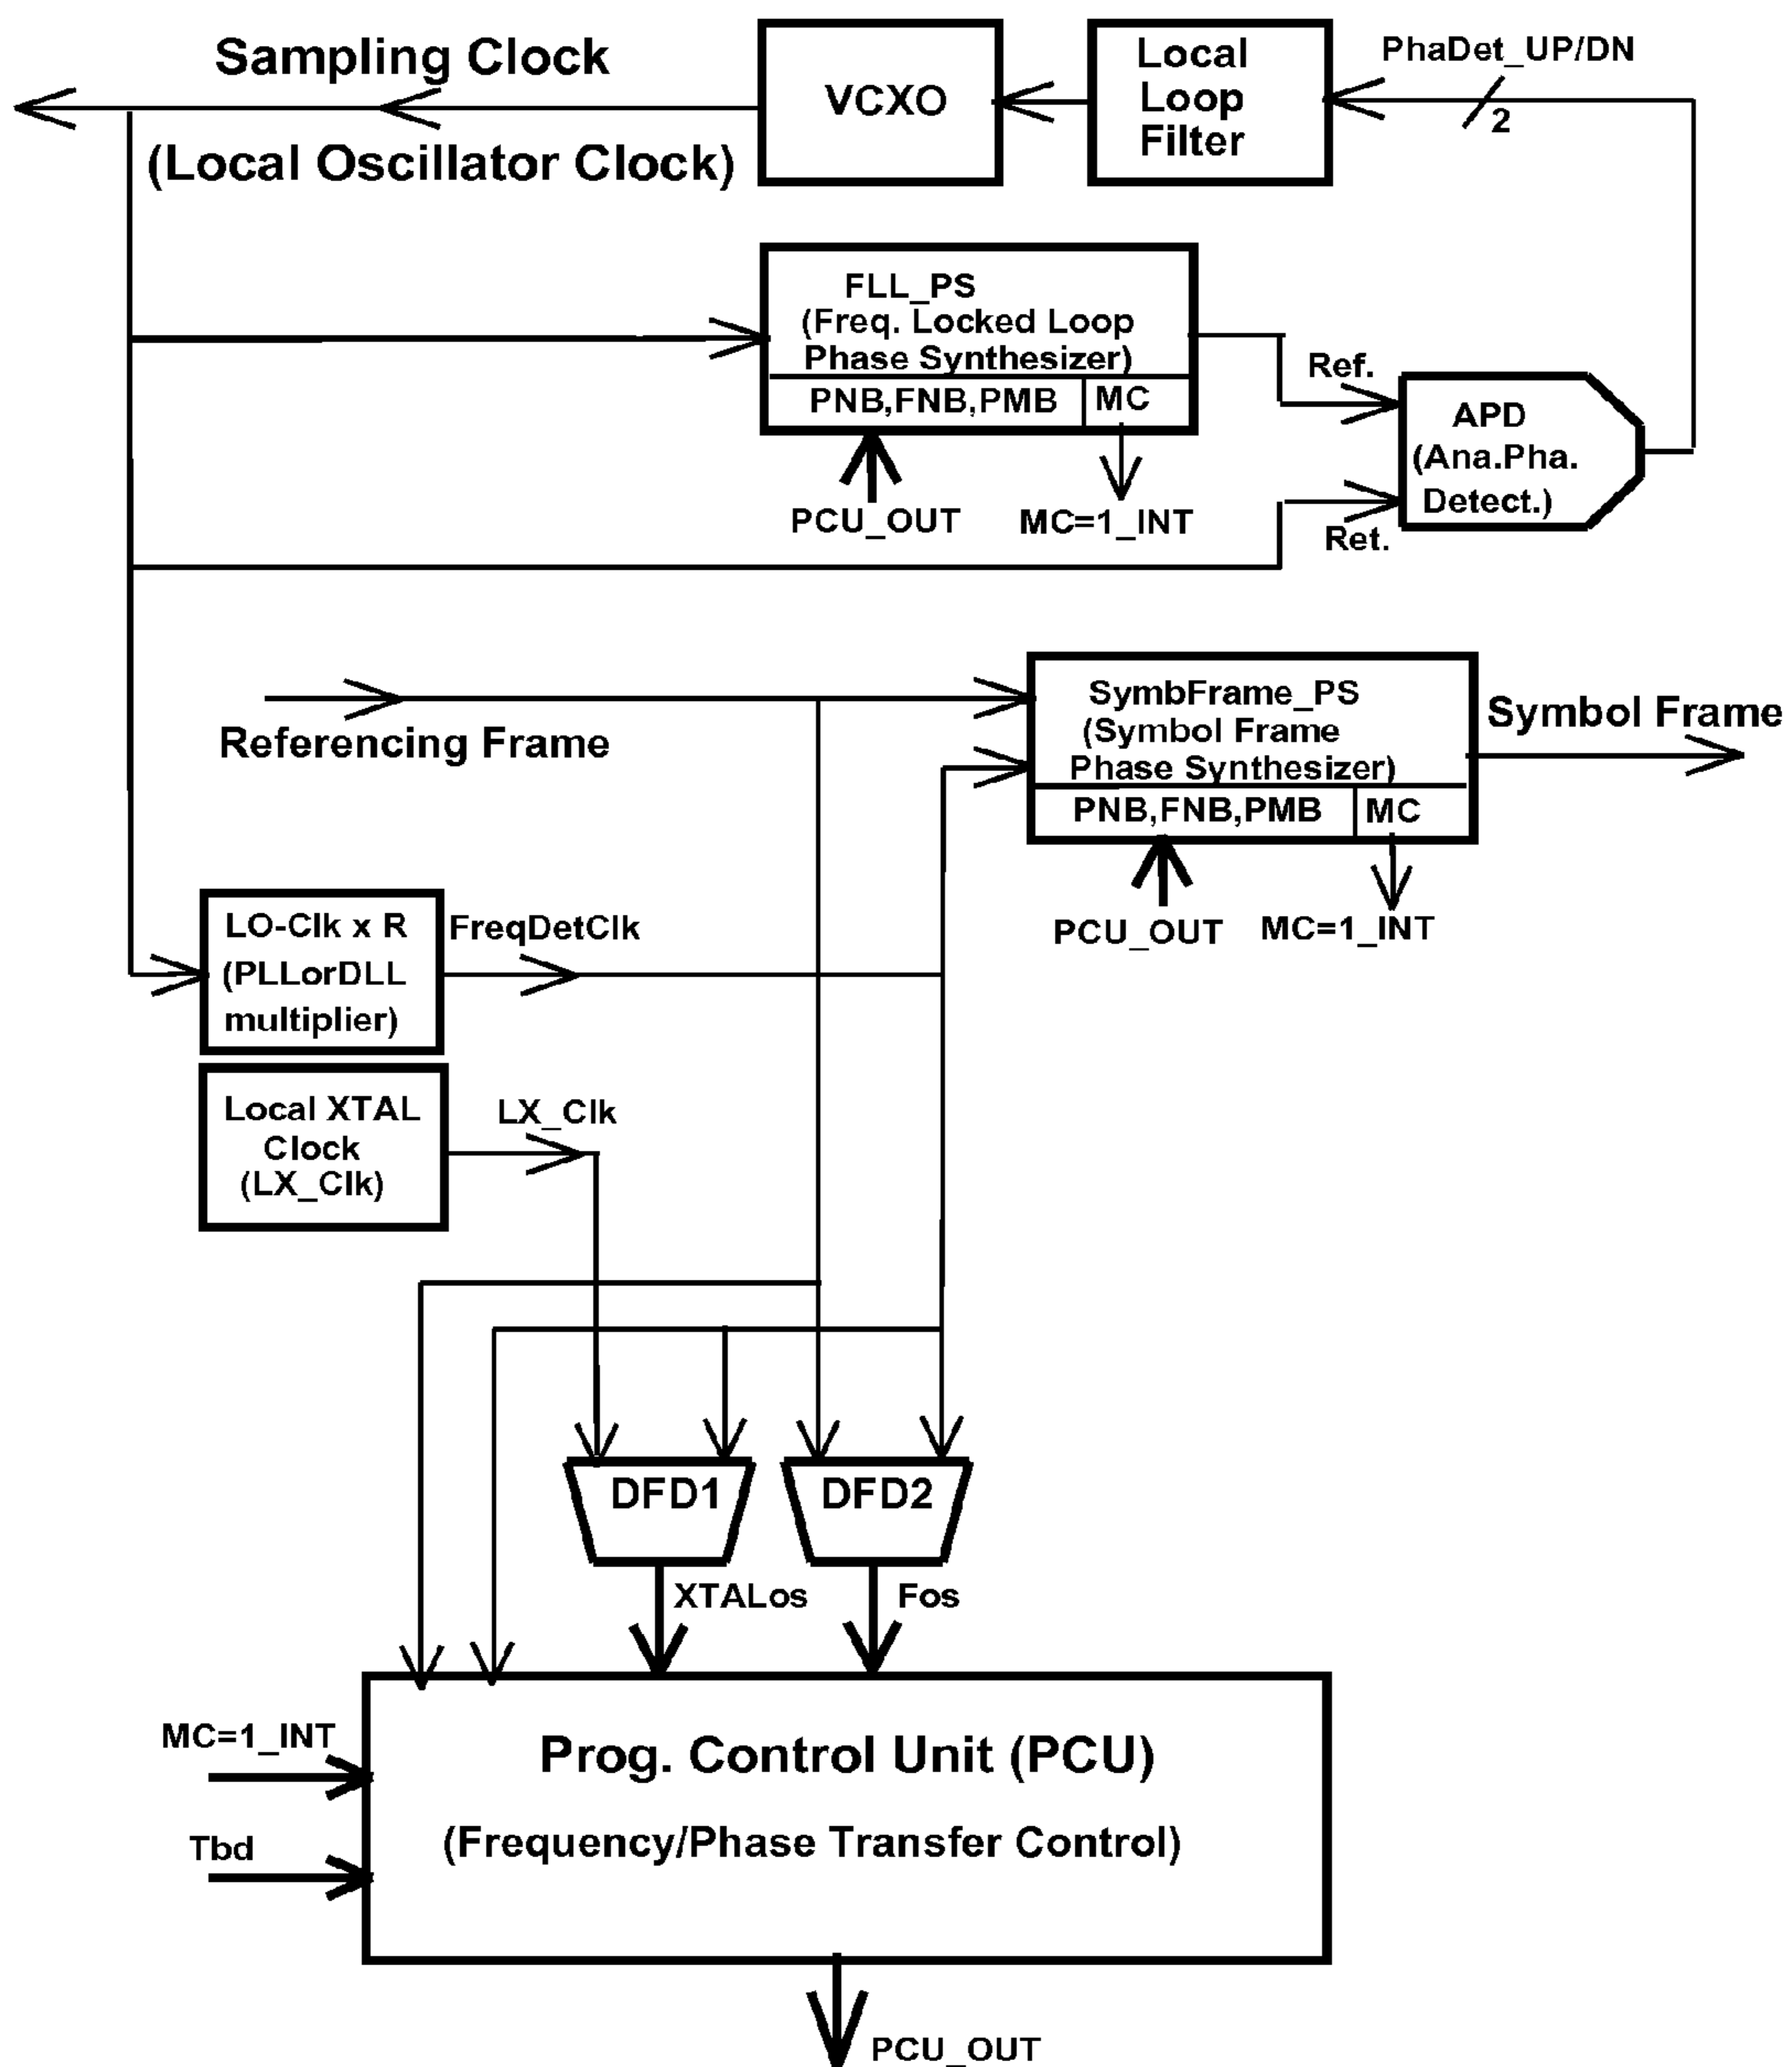 Sampling Clock
(Local Oscillator Clock)
VCXO
Local
Loop
Filter
PhaDet_UP/DN
2
FLL_PS
(Freq. Locked Loop
Phase Synthesizer)
PNB,FNB,PMB
MC
PCU_OUT
MC=1_INT
Ref.
Ret.
APD
(Ana.Pha.
Detect.)
Referencing Frame
SymbFrame_PS
(Symbol Frame
Phase Synthesizer)
PNB,FNB,PMB
MC
Symbol Frame
PCU_OUT
MC=1_INT
LO-Clk x R
(PLLorDLL
multiplier)
FreqDetClk
Local XTAL
Clock
(LX_Clk)
LX_Clk
DFD1
DFD2
XTALos
Fos
MC=1_INT
Tbd
Prog. Control Unit (PCU)
(Frequency/Phase Transfer Control)
PCU_OUT